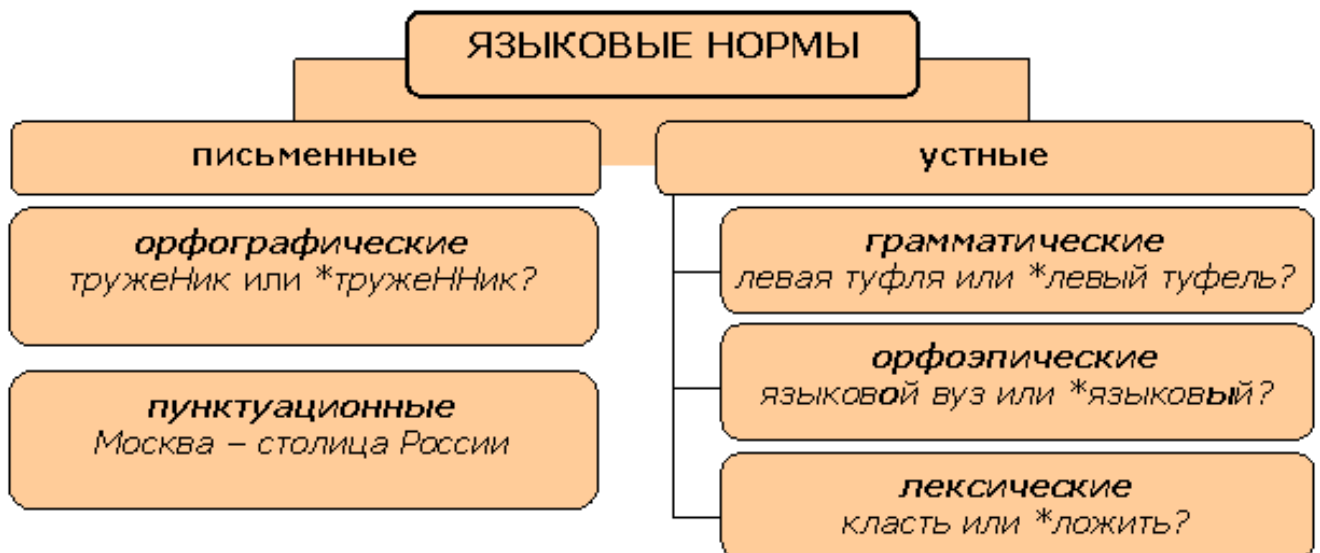 ЯЗЫКОВЫЕ НОРМЫ
письменные
орфографические
тружеНик или *тружеННик?
пунктуационные
Москва – столица России
устные
грамматические
левая туфля или *левый туфель?
орфоэпические
языковой вуз или *языковый?
лексические
класть или *ложить?